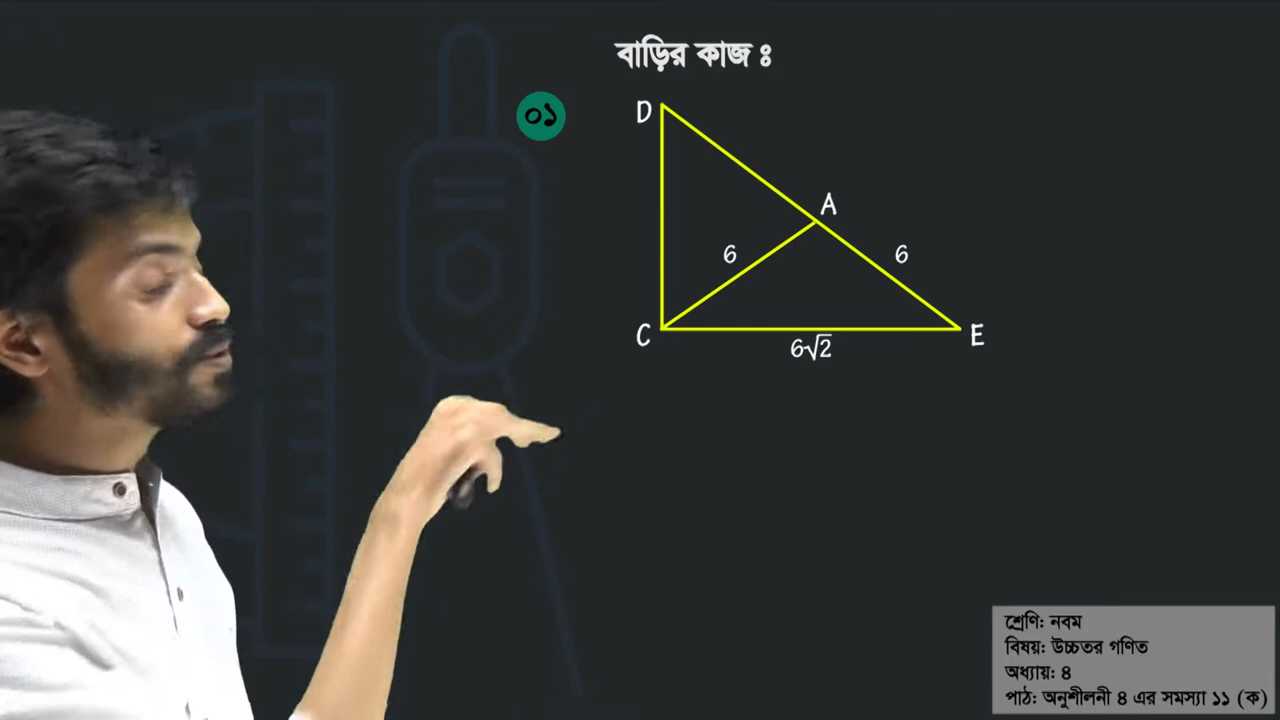 বাড়ির কাজ ঃ
০১
D
A
6
6
C
E
6√2
শ্রেণি: নবম
বিষয়: উচ্চতর গণিত
অধ্যায়: ৪
পাঠ: অনুশীলনী ৪ এর সমস্যা ১১ (ক)